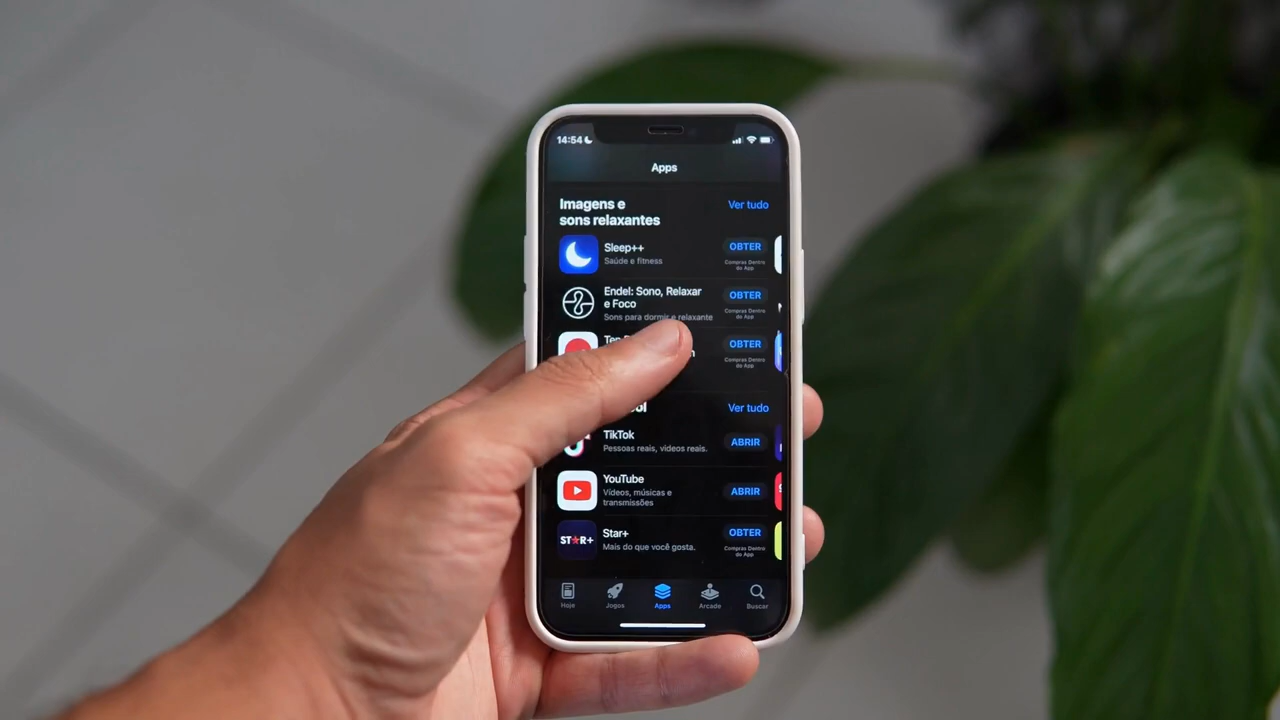 14:54
Apps
Imagens e
sons relaxantes
Ver tudo
Sleep++
Saúde e fitness
OBTER
Compras Dentro
do App
Endel: Sono, Relaxar
e Foco
Sons para dormir e relaxante
OBTER
Compras Dentro
do App
OBTER
Compras Dentro
do App
Ver tudo
TikTok
Pessoas reais, videos reais.
ABRIR
YouTube
Vídeos, músicas e
transmissões
ABRIR
STAR+
Star+
Mais do que você gosta.
OBTER
Compras Dentro
do App
Hoje
Jogos
Apps
Arcade
Buscar